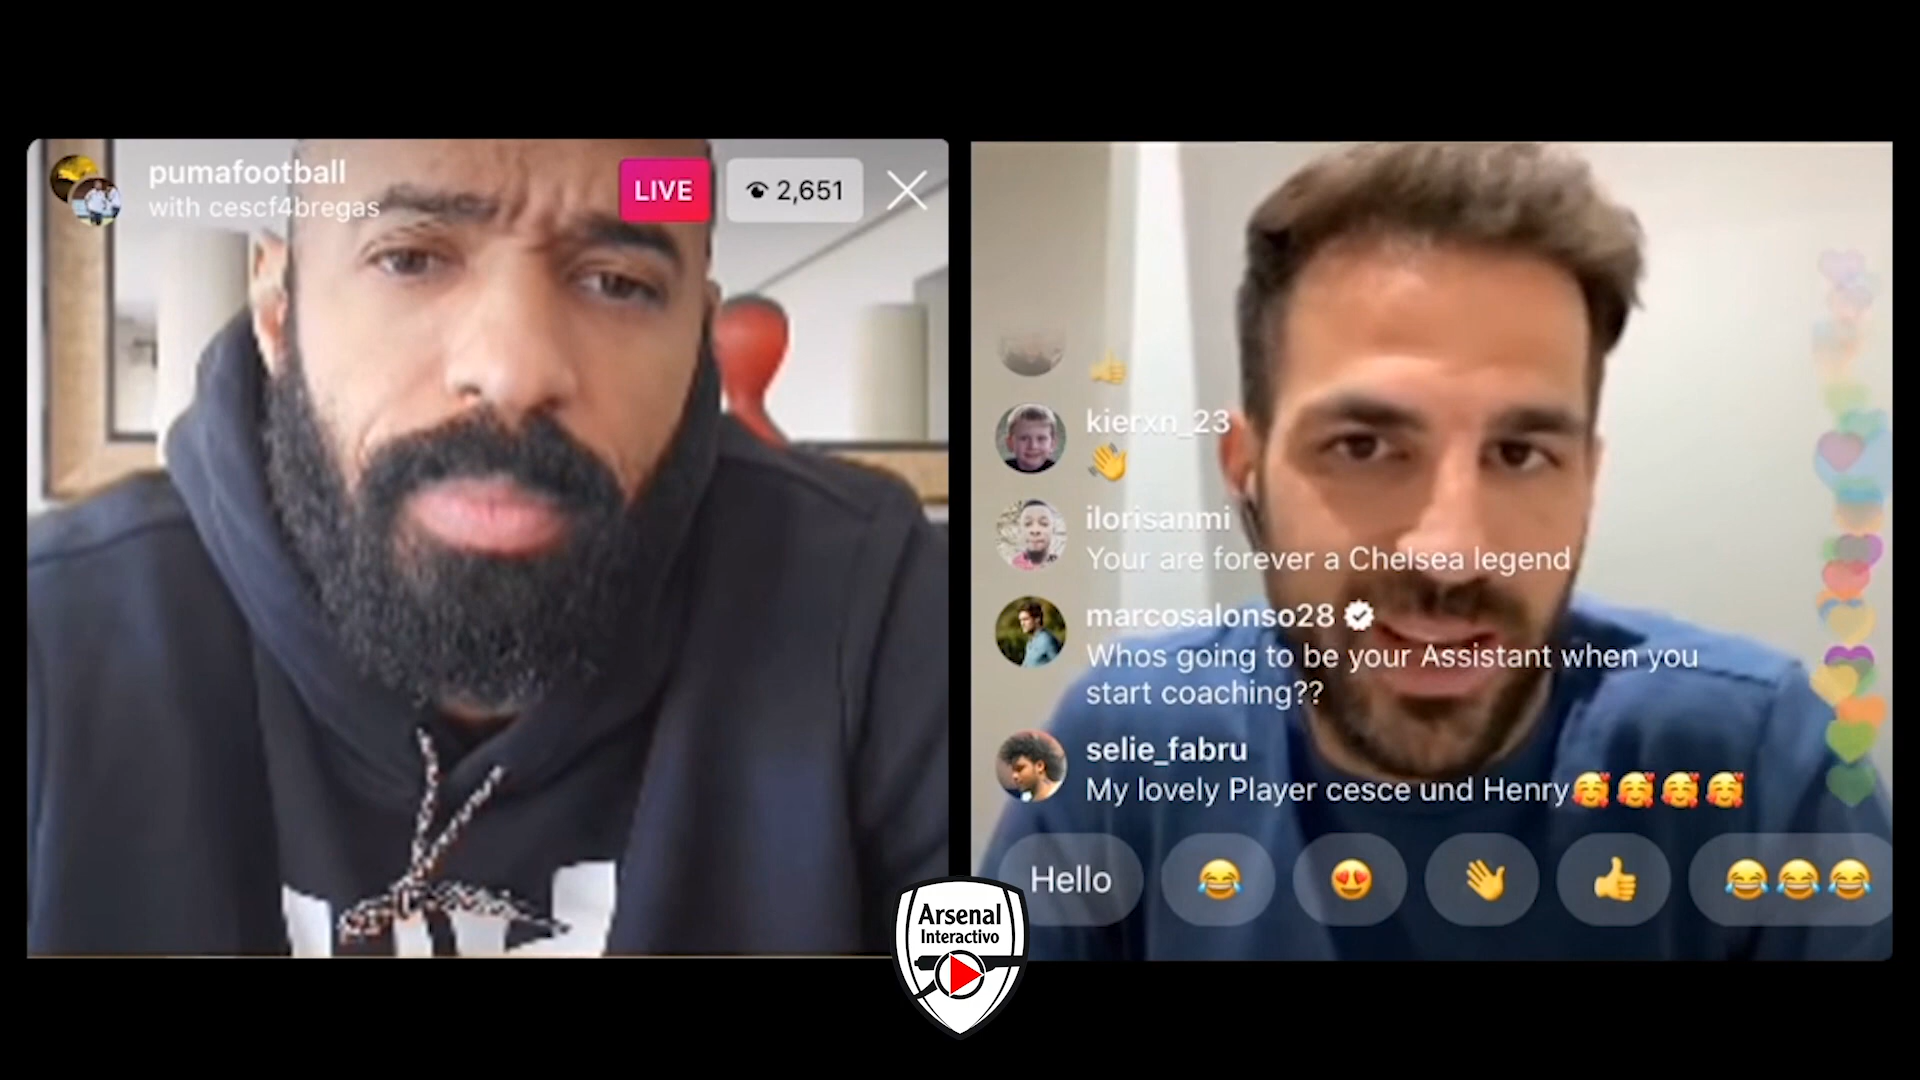 pumafootball
with cescf4bregas
LIVE
2,651
kierxn_23
ilorisanmi
Your are forever a Chelsea legend
marcosalonso28
Whos going to be your Assistant when you
start coaching??
selie_fabru
My lovely Player cesce und Henry🥰🥰🥰🥰
Hello
Arsenal
Interactivo